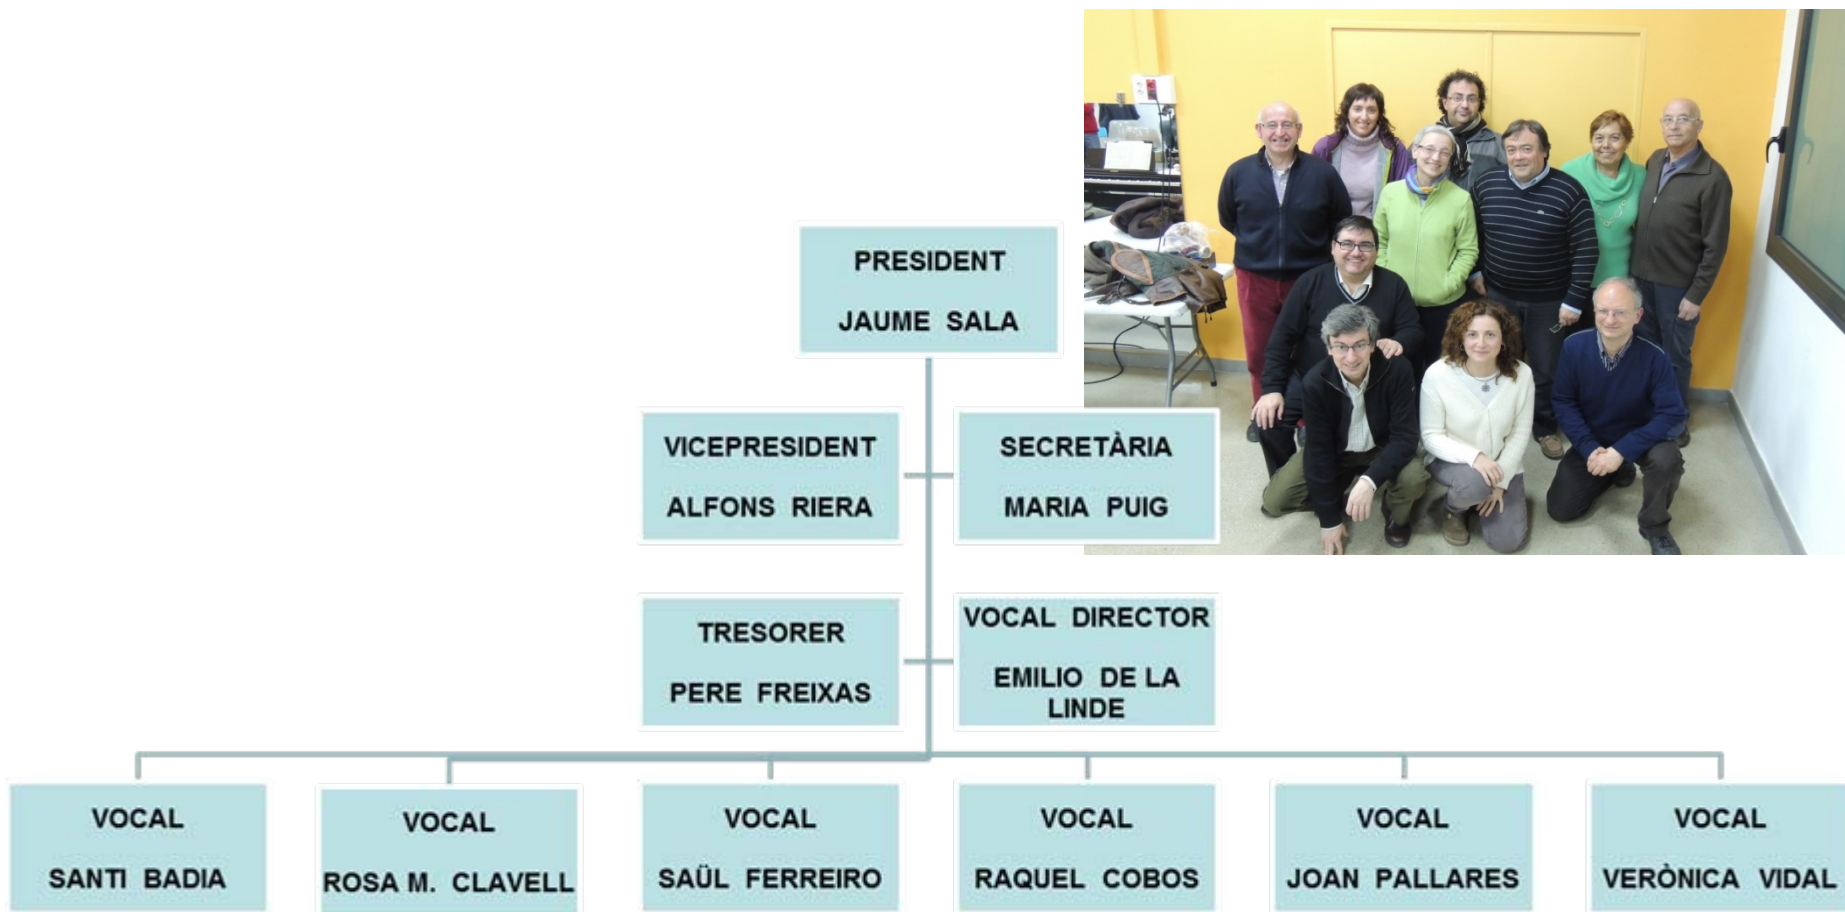 PRESIDENT
JAUME SALA
VICEPRESIDENT
ALFONS RIERA
SECRETÀRIA
MARIA PUIG
TRESORER
PERE FREIXAS
VOCAL DIRECTOR
EMILIO DE LA
LINDE
VOCAL
SANTI BADIA
VOCAL
ROSA M. CLAVELL
VOCAL
SAÜL FERREIRO
VOCAL
RAQUEL COBOS
VOCAL
JOAN PALLARES
VOCAL
VERÒNICA VIDAL